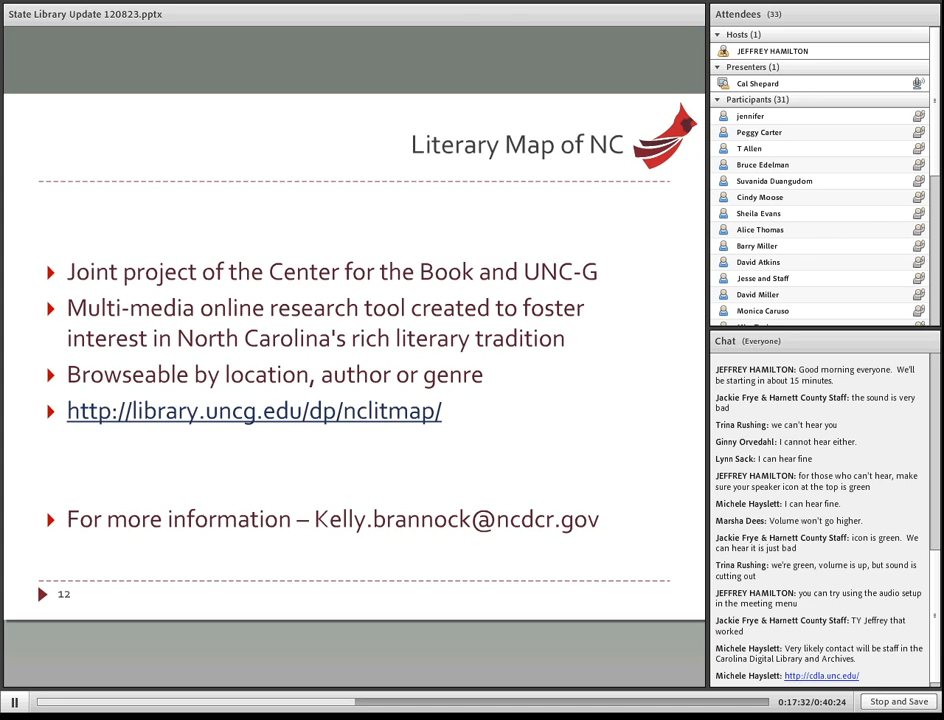 State Library Update 120823.pptx
Literary Map of NC
Joint project of the Center for the Book and UNC-G
Multi-media online research tool created to foster
interest in North Carolina's rich literary tradition
Browseable by location, author or genre
http://library.uncg.edu/dp/nclitmap/
For more information – Kelly.brannock@ncdcr.gov
12
Attendees (33)
Hosts (1)
JEFFREY HAMILTON
Presenters (1)
Cal Shepard
Participants (31)
jennifer
Peggy Carter
T Allen
Bruce Edelman
Suvanida Duangudom
Cindy Moose
Sheila Evans
Alice Thomas
Barry Miller
David Atkins
Jesse and Staff
David Miller
Monica Caruso
Chat (Everyone)
JEFFREY HAMILTON: Good morning everyone. We'll
be starting in about 15 minutes.
Jackie Frye & Harnett County Staff: the sound is very
bad
Trina Rushing: we can't hear you
Ginny Orvedahl: I cannot hear either.
Lynn Sack: I can hear fine
JEFFREY HAMILTON: for those who can't hear, make
sure your speaker icon at the top is green
Michele Hayslett: I can hear fine.
Marsha Dees: Volume won't go higher.
Jackie Frye & Harnett County Staff: icon is green. We
can hear it is just bad
Trina Rushing: we're green, volume is up, but sound is
cutting out
JEFFREY HAMILTON: you can try using the audio setup
in the meeting menu
Jackie Frye & Harnett County Staff: TY Jeffrey that
worked
Michele Hayslett: Very likely contact will be staff in the
Carolina Digital Library and Archives.
Michele Hayslett: http://cdla.unc.edu/
0:17:32/0:40:24
Stop and Save